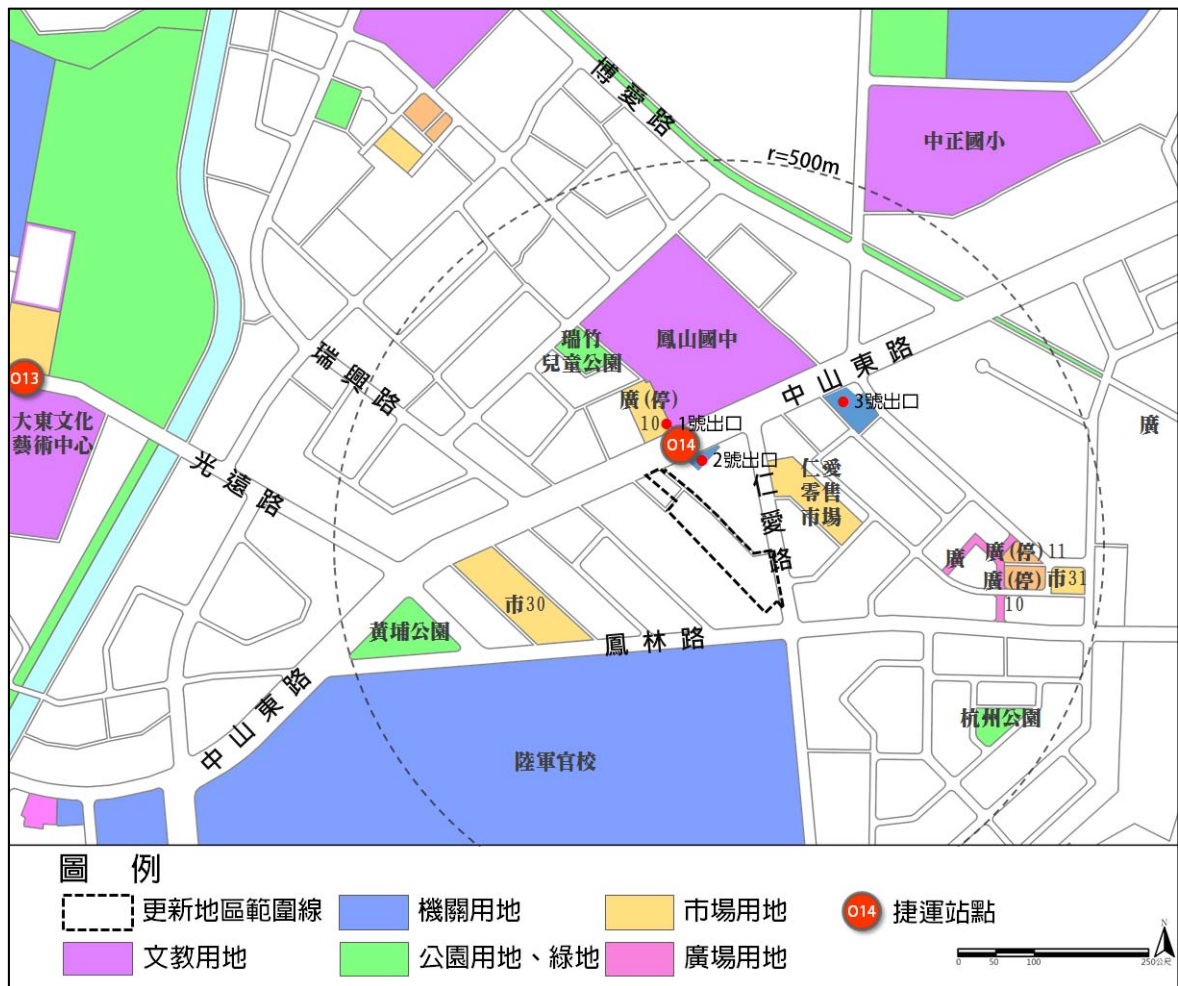 博愛路
r=500m
中正國小
瑞竹
兒童公園
鳳山國中
中山東路
瑞興路
廣(停)
10
1號出口
O14
2號出口
3號出口
O13
大東文化
藝術中心
光遠路
仁愛路
仁愛
零售
市場
廣
廣
廣(停)11
廣(停)
10
市31
市30
黃埔公園
鳳林路
杭州公園
中山東路
陸軍官校
圖 例
更新地區範圍線
機關用地
市場用地
O14
捷運站點
文教用地
公園用地、綠地
廣場用地
N
0 50 100 250公尺